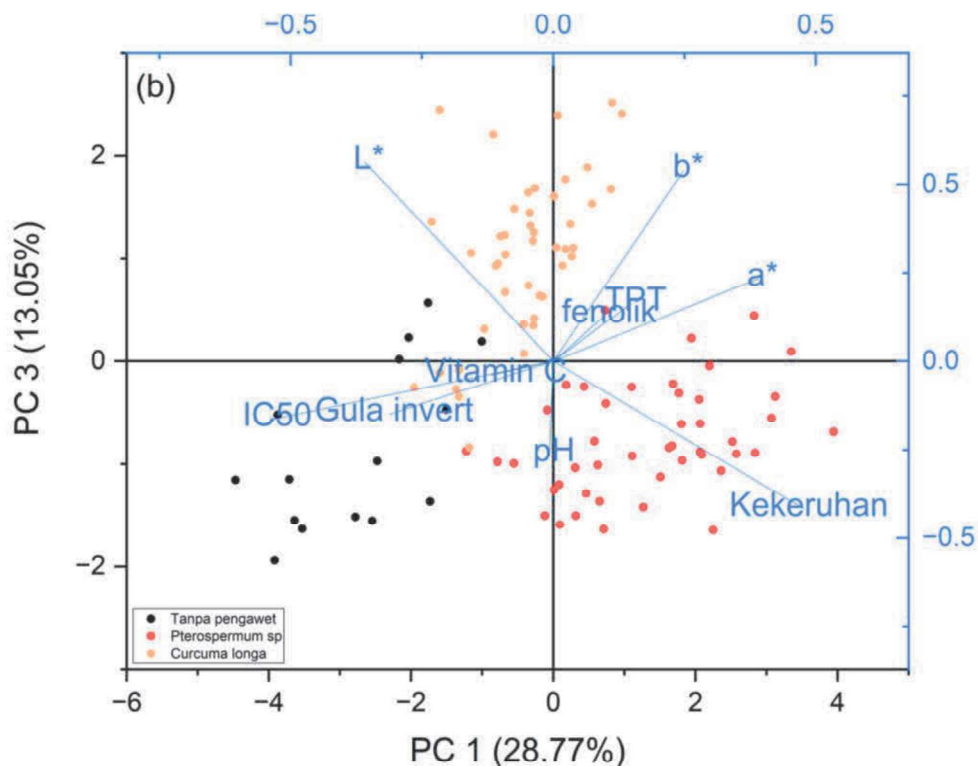 −0.5 0.0 0.5
(b)
2
L*
b*
0.5
a*
TPT
fenolik
PC 3 (13.05%)
0
0.0
Vitamin C
IC50 Gula invert
pH
Kekeruhan
−0.5
−2
Tanpa pengawet
Pterospermum sp
Curcuma longa
−6 −4 −2 0 2 4
PC 1 (28.77%)